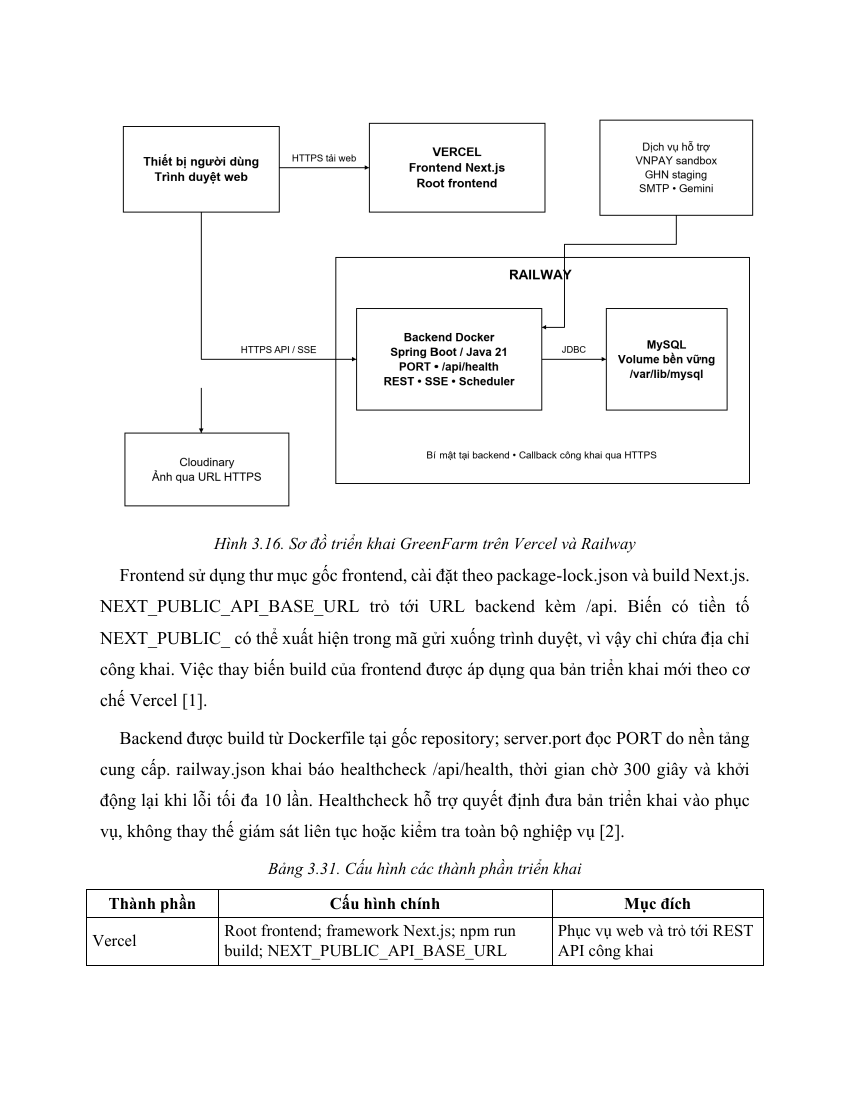 Thiết bị người dùng
Trình duyệt web
HTTPS tải web
VERCEL
Frontend Next.js
Root frontend
Dịch vụ hỗ trợ
VNPAY sandbox
GHN staging
SMTP • Gemini
RAILWAY
HTTPS API / SSE
Backend Docker
Spring Boot / Java 21
PORT • /api/health
REST • SSE • Scheduler
JDBC
MySQL
Volume bền vững
/var/lib/mysql
Cloudinary
Ảnh qua URL HTTPS
Bí mật tại backend • Callback công khai qua HTTPS
Hình 3.16. Sơ đồ triển khai GreenFarm trên Vercel và Railway
Frontend sử dụng thư mục gốc frontend, cài đặt theo package-lock.json và build Next.js.
NEXT_PUBLIC_API_BASE_URL trỏ tới URL backend kèm /api. Biến có tiền tố
NEXT_PUBLIC_ có thể xuất hiện trong mã gửi xuống trình duyệt, vì vậy chỉ chứa địa chỉ
công khai. Việc thay biến build của frontend được áp dụng qua bản triển khai mới theo cơ
chế Vercel [1].
Backend được build từ Dockerfile tại gốc repository; server.port đọc PORT do nền tảng
cung cấp. railway.json khai báo healthcheck /api/health, thời gian chờ 300 giây và khởi
động lại khi lỗi tối đa 10 lần. Healthcheck hỗ trợ quyết định đưa bản triển khai vào phục
vụ, không thay thế giám sát liên tục hoặc kiểm tra toàn bộ nghiệp vụ [2].
Bảng 3.31. Cấu hình các thành phần triển khai
Thành phần
Cấu hình chính
Mục đích
Vercel
Root frontend; framework Next.js; npm run
build; NEXT_PUBLIC_API_BASE_URL
Phục vụ web và trỏ tới REST
API công khai